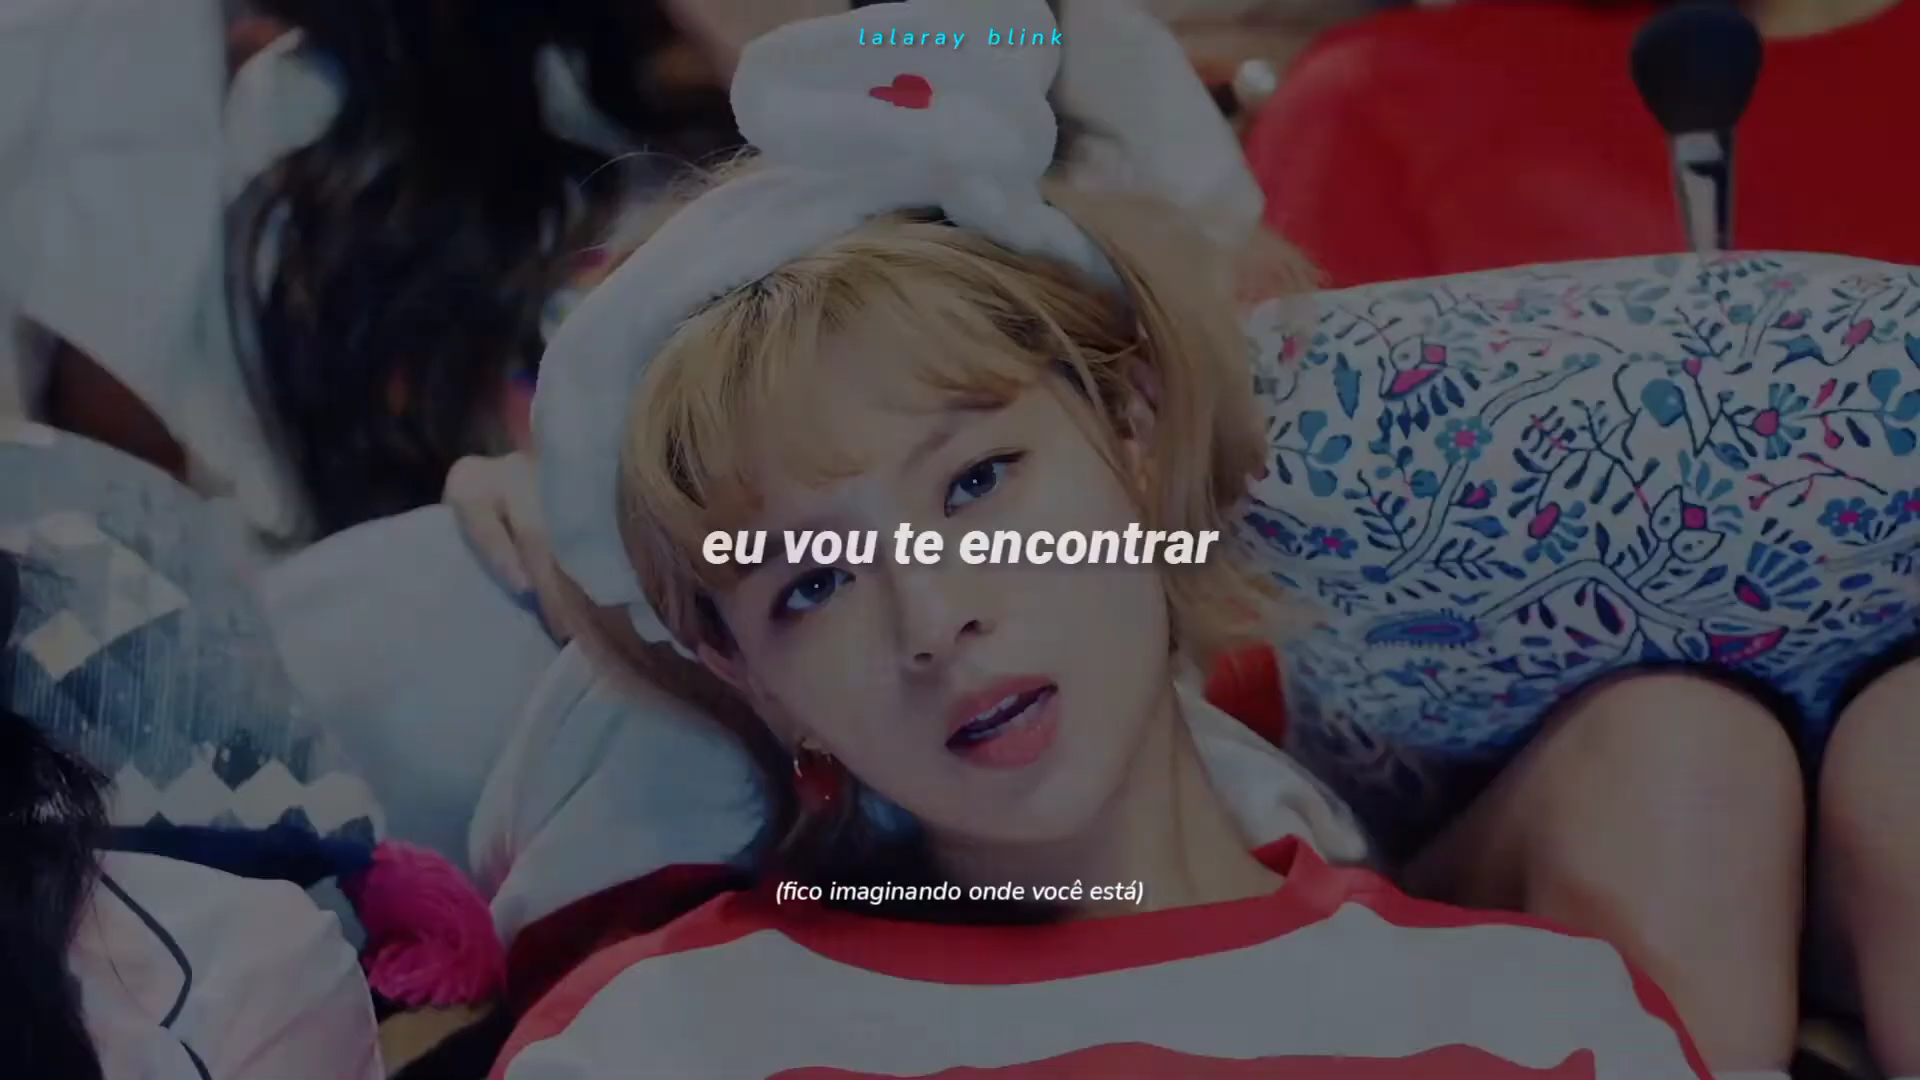 lalaray blink
eu vou te encontrar
(fico imaginando onde você está)